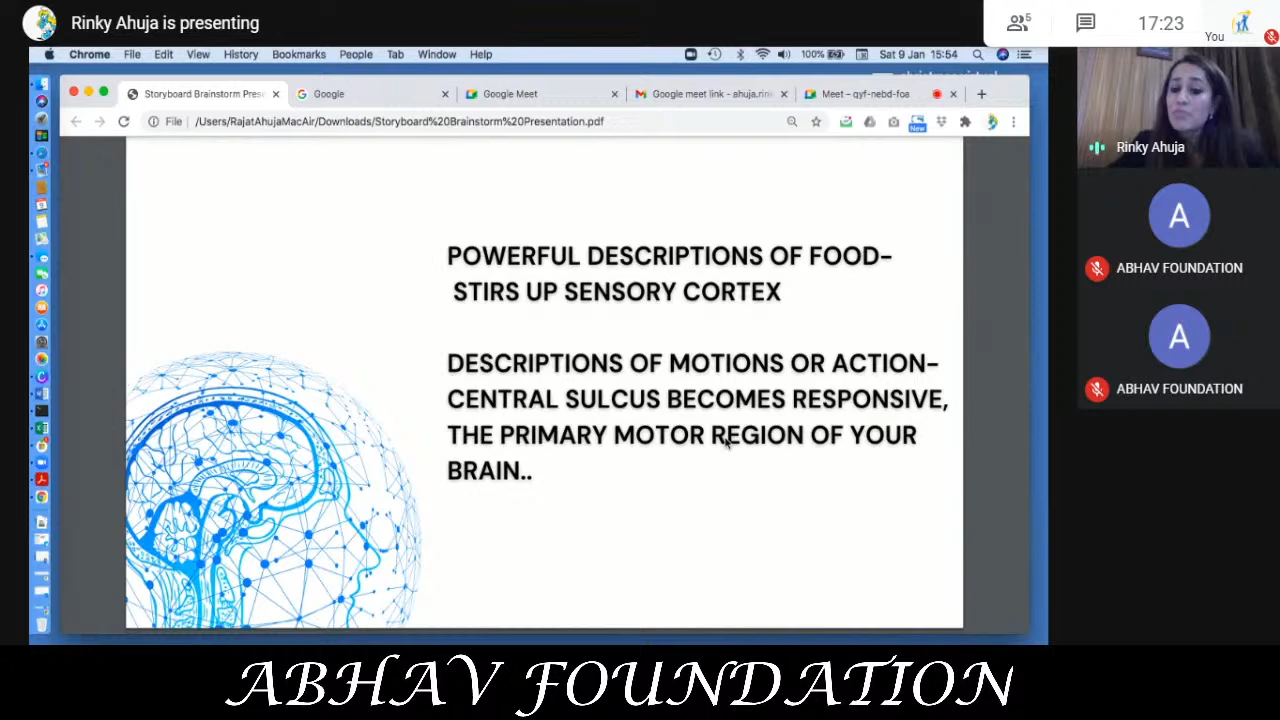 Rinky Ahuja is presenting
5
17:23
You
Chrome File Edit View History Bookmarks People Tab Window Help
100% Sat 9 Jan 15:54
Storyboard Brainstorm Prese
Google
Google Meet
Google meet link - ahuja.rink
Meet – qyf-nebd-foa
File /Users/RajatAhujaMacAir/Downloads/Storyboard%20Brainstorm%20Presentation.pdf
New
POWERFUL DESCRIPTIONS OF FOOD-
STIRS UP SENSORY CORTEX
DESCRIPTIONS OF MOTIONS OR ACTION-
CENTRAL SULCUS BECOMES RESPONSIVE,
THE PRIMARY MOTOR REGION OF YOUR
BRAIN..
Rinky Ahuja
A
ABHAV FOUNDATION
A
ABHAV FOUNDATION
ABHAV FOUNDATION